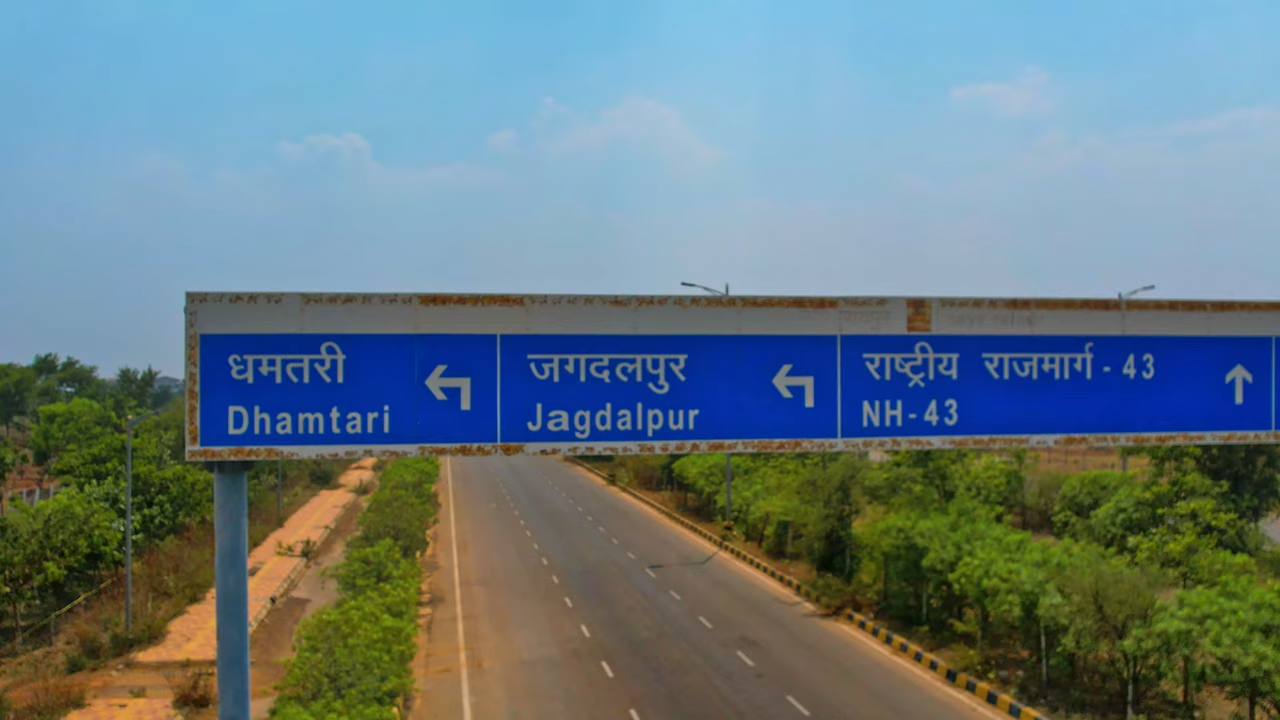 धमतरी
Dhamtari
जगदलपुर
Jagdalpur
राष्ट्रीय राजमार्ग - 43
NH-43